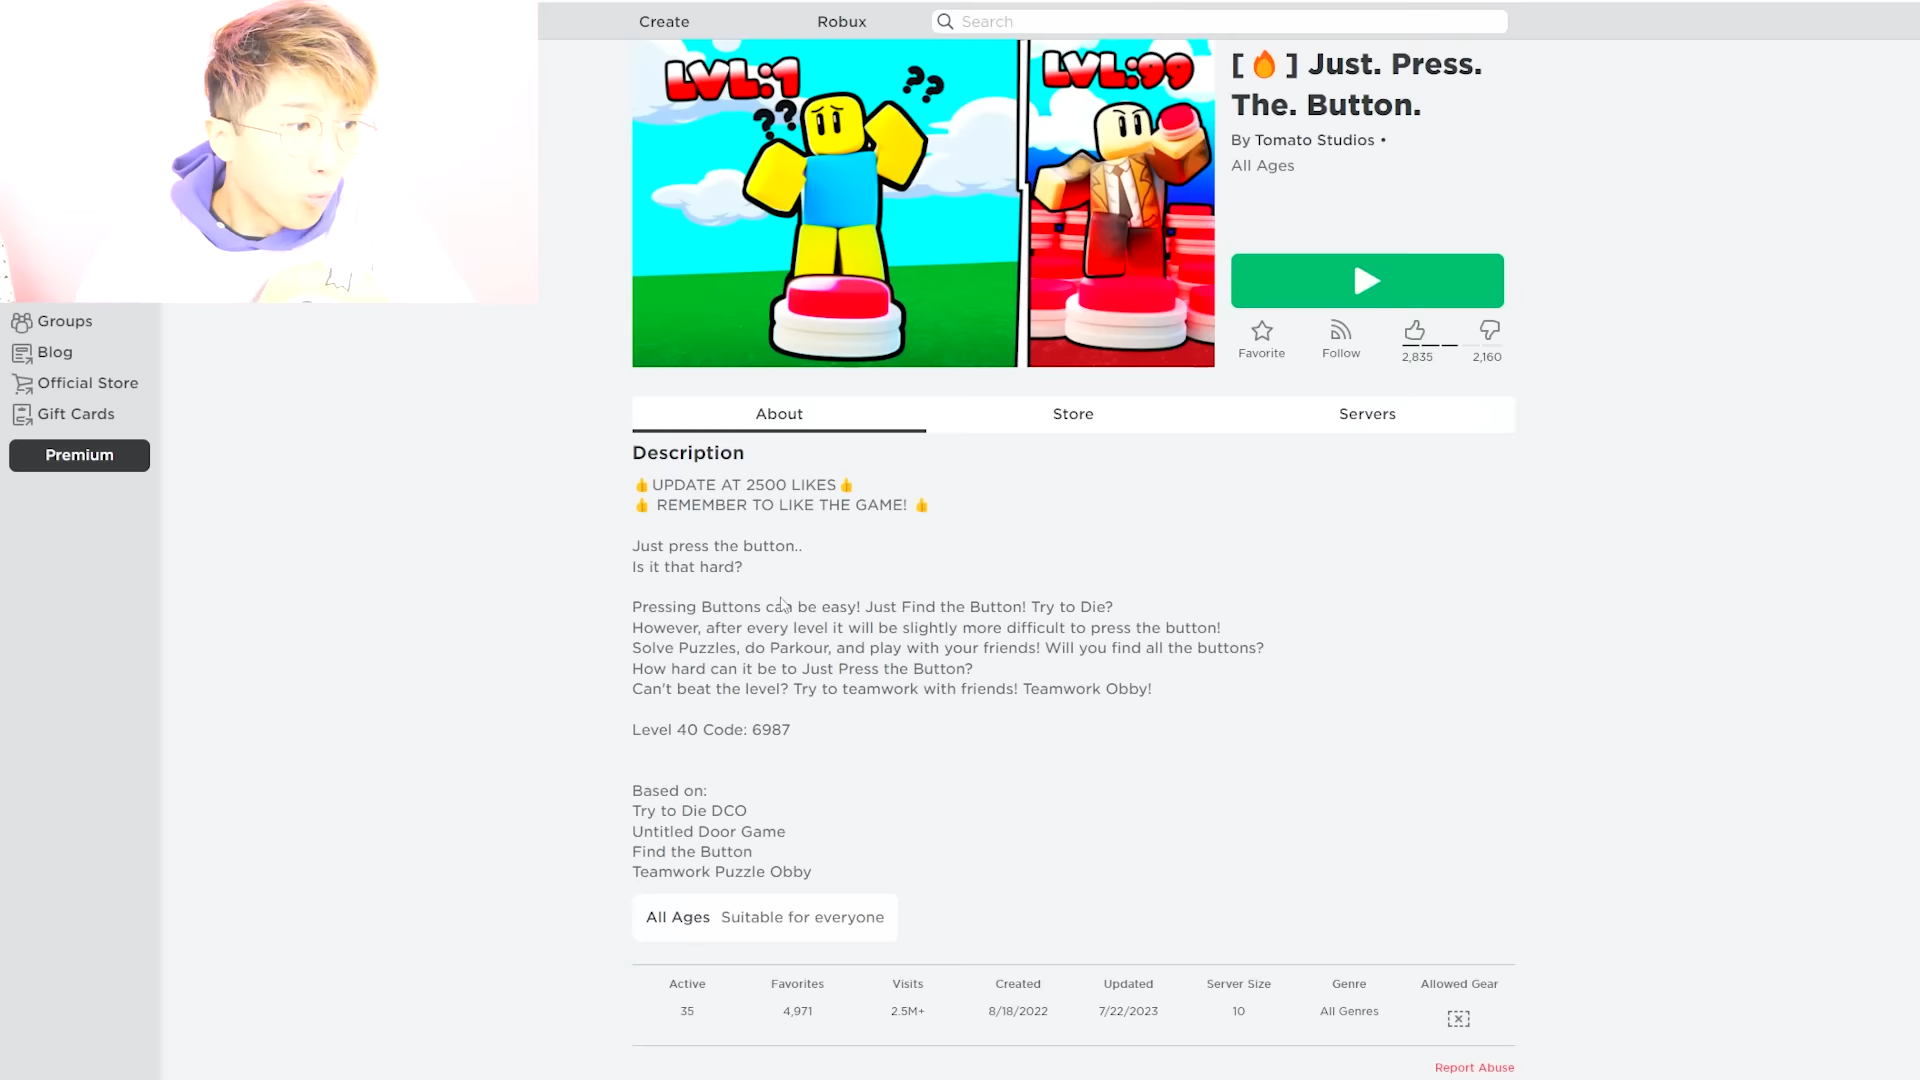 Create
Robux
Search
LVL:1
??
??
LVL:99
[🔥] Just. Press.
The. Button.
By Tomato Studios •
All Ages
Favorite
Follow
2,835
2,160
Groups
Blog
Official Store
Gift Cards
Premium
About
Store
Servers
Description
👍UPDATE AT 2500 LIKES👍
👍 REMEMBER TO LIKE THE GAME! 👍
Just press the button..
Is it that hard?
Pressing Buttons can be easy! Just Find the Button! Try to Die?
However, after every level it will be slightly more difficult to press the button!
Solve Puzzles, do Parkour, and play with your friends! Will you find all the buttons?
How hard can it be to Just Press the Button?
Can't beat the level? Try to teamwork with friends! Teamwork Obby!
Level 40 Code: 6987
Based on:
Try to Die DCO
Untitled Door Game
Find the Button
Teamwork Puzzle Obby
All Ages Suitable for everyone
Active Favorites Visits Created Updated Server Size Genre Allowed Gear
35 4,971 2.5M+ 8/18/2022 7/22/2023 10 All Genres
Report Abuse